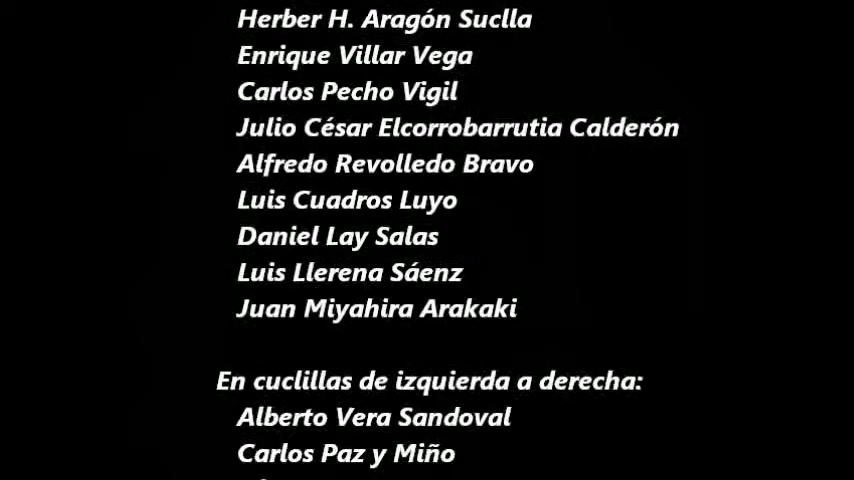 Herber H. Aragón Suclla
Enrique Villar Vega
Carlos Pecho Vigil
Julio César Elcorrobarrutia Calderón
Alfredo Revolledo Bravo
Luis Cuadros Luyo
Daniel Lay Salas
Luis Llerena Sáenz
Juan Miyahira Arakaki
En cuclillas de izquierda a derecha:
Alberto Vera Sandoval
Carlos Paz y Miño